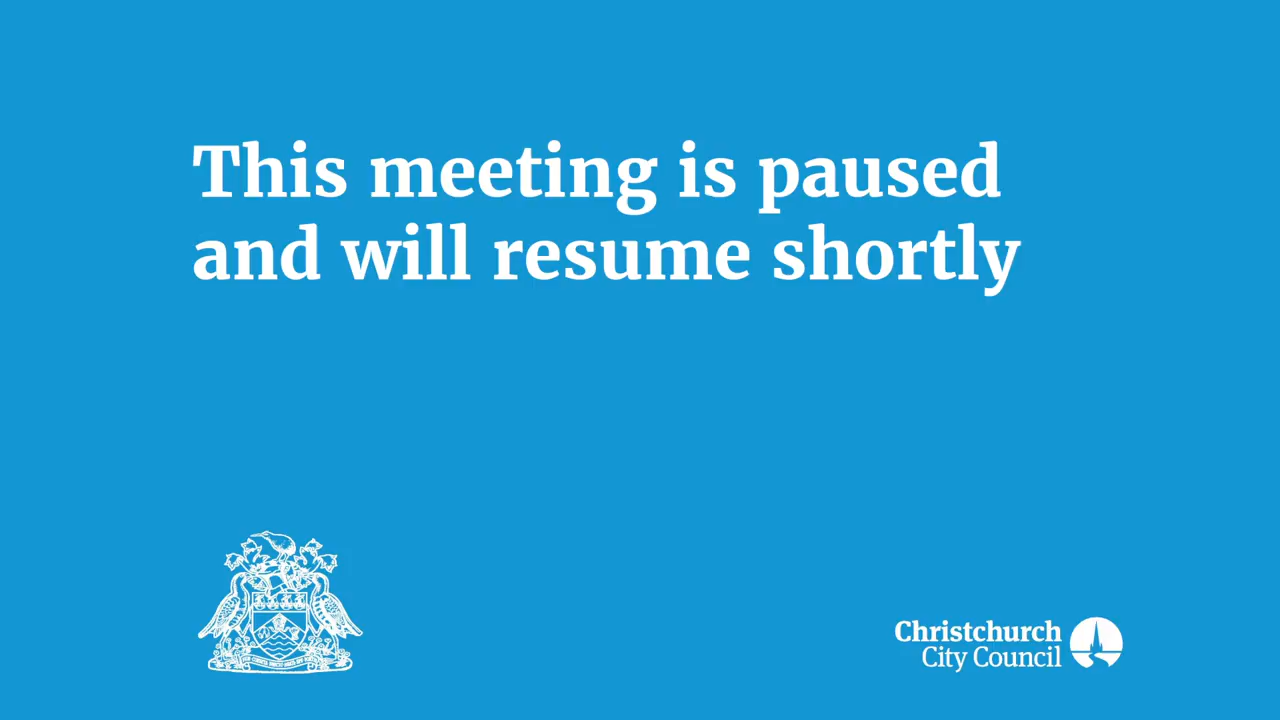 This meeting is paused
and will resume shortly
Christchurch
City Council